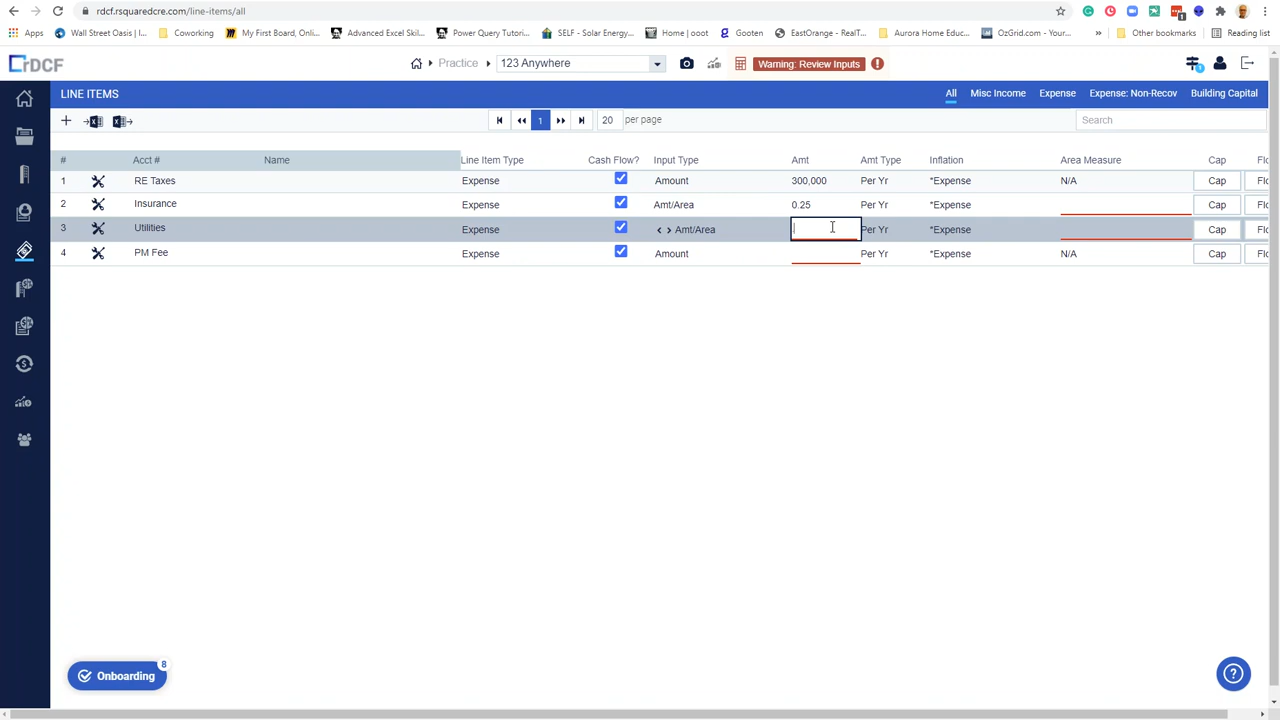 rdcf.rsquaredcre.com/line-items/all
Apps Wall Street Oasis |... Coworking My First Board, Onli... Advanced Excel Skil... Power Query Tutori... SELF - Solar Energy... Home | ooot Gooten EastOrange - RealT... Aurora Home Educ... OzGrid.com - Your... » Other bookmarks Reading list
rDCF Practice 123 Anywhere Warning: Review Inputs 1
LINE ITEMS All Misc Income Expense Expense: Non-Recov Building Capital
1 20 per page Search
# Acct # Name Line Item Type Cash Flow? Input Type Amt Amt Type Inflation Area Measure Cap Flo
1 RE Taxes Expense Amount 300,000 Per Yr *Expense N/A Cap Flo
2 Insurance Expense Amt/Area 0.25 Per Yr *Expense Cap Flo
3 Utilities Expense < > Amt/Area Per Yr *Expense Cap Flo
4 PM Fee Expense Amount Per Yr *Expense N/A Cap Flo
Onboarding 8
?